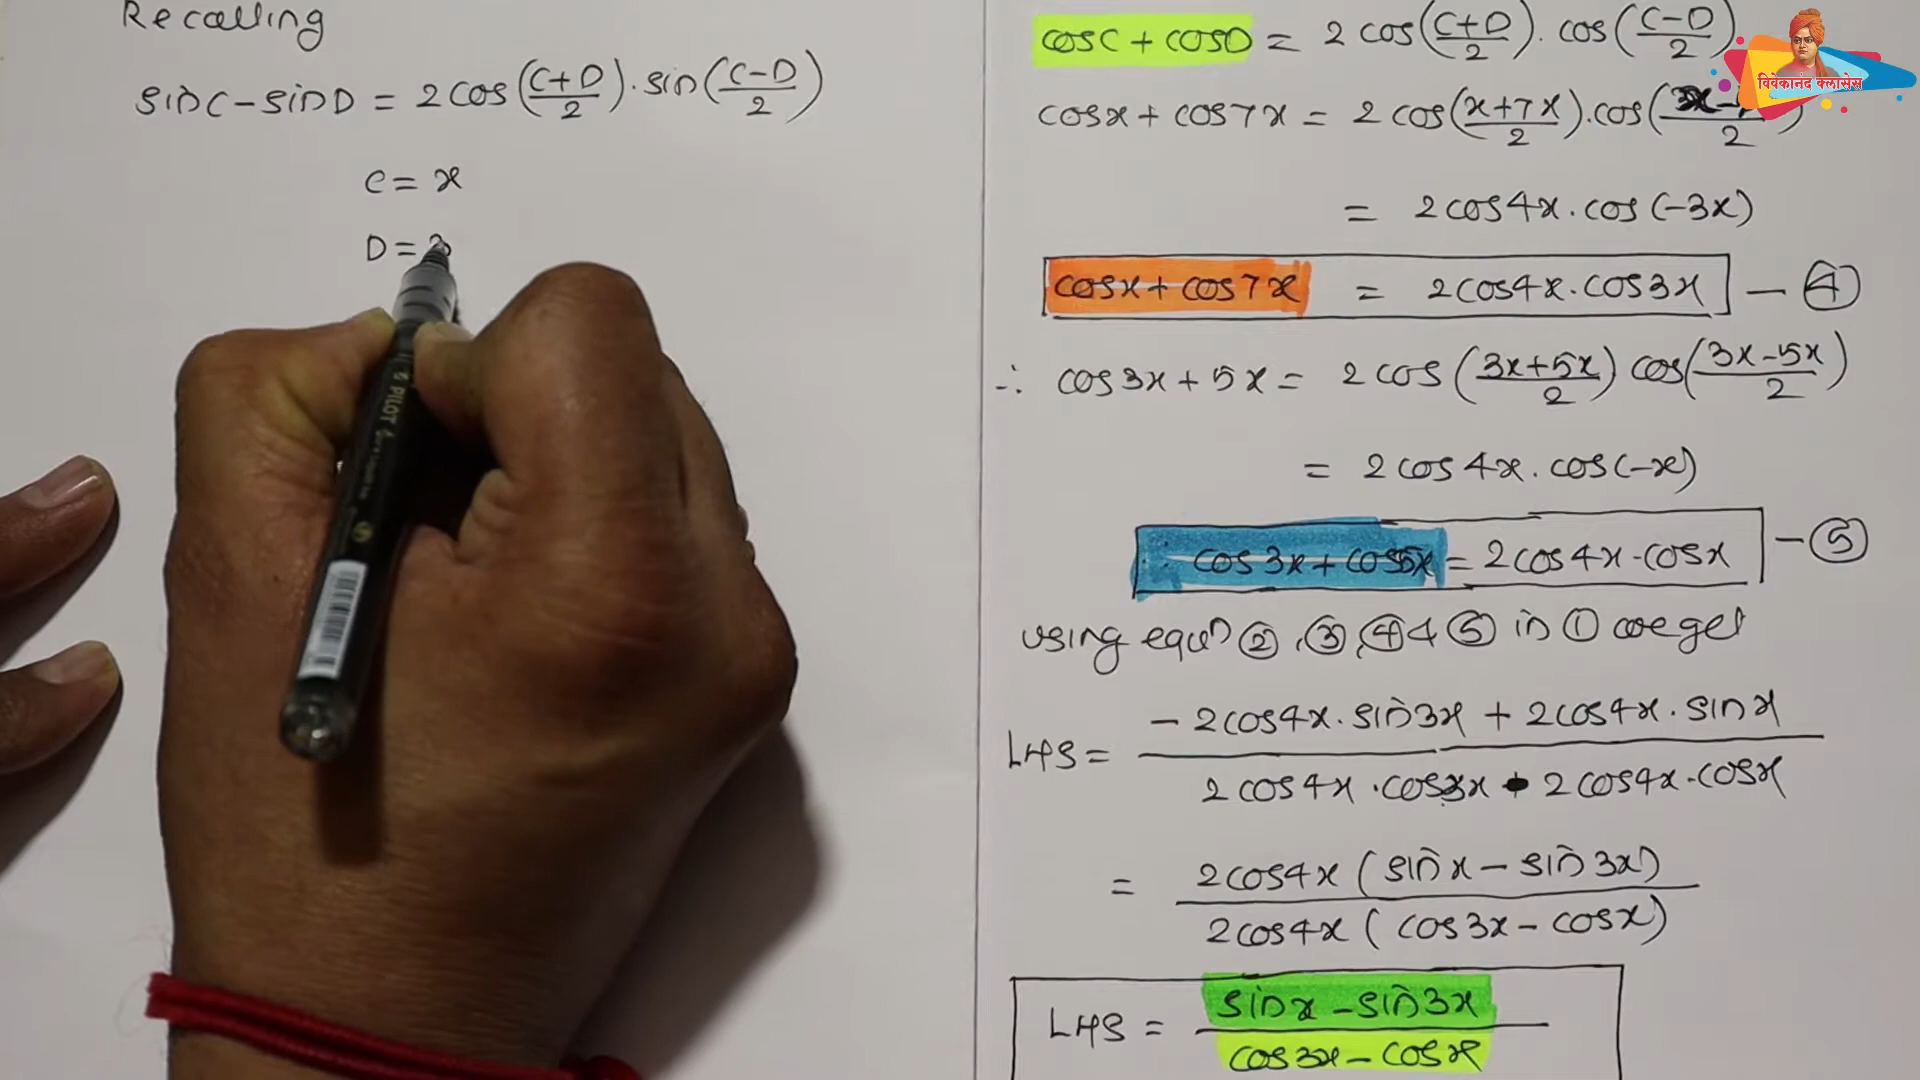 Recalling
sinC - sinD = 2cos((C+D)/2) . sin((C-D)/2)
C = x
D = 3
cosC + cosD = 2cos((C+D)/2) . cos((C-D)/2)
cosx + cos7x = 2cos((x+7x)/2) . cos(( )/2)
= 2cos4x . cos(-3x)
cosx + cos7x = 2cos4x . cos3x — ④
∴ cos3x + 5x = 2cos((3x+5x)/2) cos((3x-5x)/2)
= 2cos4x . cos(-x)
∴ cos3x + cos5x = 2cos4x . cosx — ⑤
using equn ②, ③, ④ & ⑤ in ① we get
LHS = (-2cos4x . sin3x + 2cos4x . sinx) / (2cos4x . cos3x - 2cos4x . cosx)
= 2cos4x (sinx - sin3x) / 2cos4x (cos3x - cosx)
LHS = (sinx - sin3x) / (cos3x - cosx)
विवेकानंद क्लासेस
PILOT